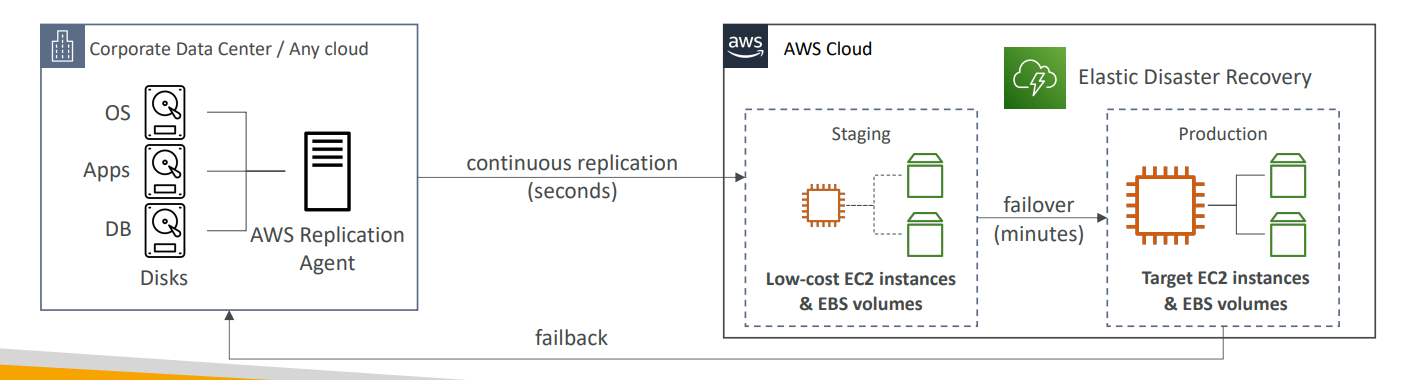 Corporate Data Center / Any cloud
OS
Apps
DB
Disks
AWS Replication
Agent
continuous replication
(seconds)
aws
AWS Cloud
Elastic Disaster Recovery
Staging
Low-cost EC2 instances
& EBS volumes
failover
(minutes)
Production
Target EC2 instances
& EBS volumes
failback